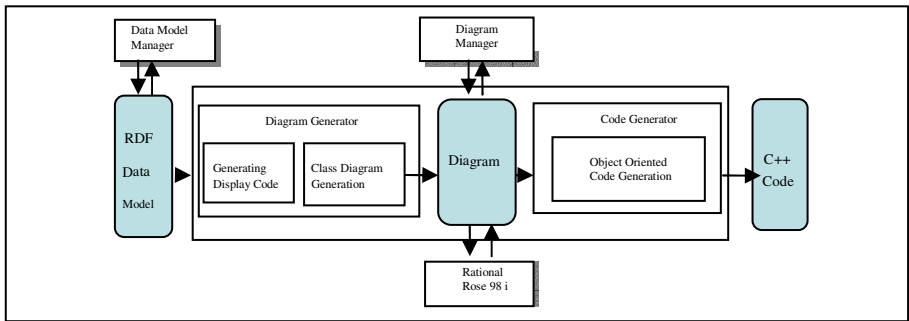 Data Model
Manager
Diagram
Manager
RDF
Data
Model
Diagram Generator
Generating
Display Code
Class Diagram
Generation
Diagram
Code Generator
Object Oriented
Code Generation
C++
Code
Rational
Rose 98 i